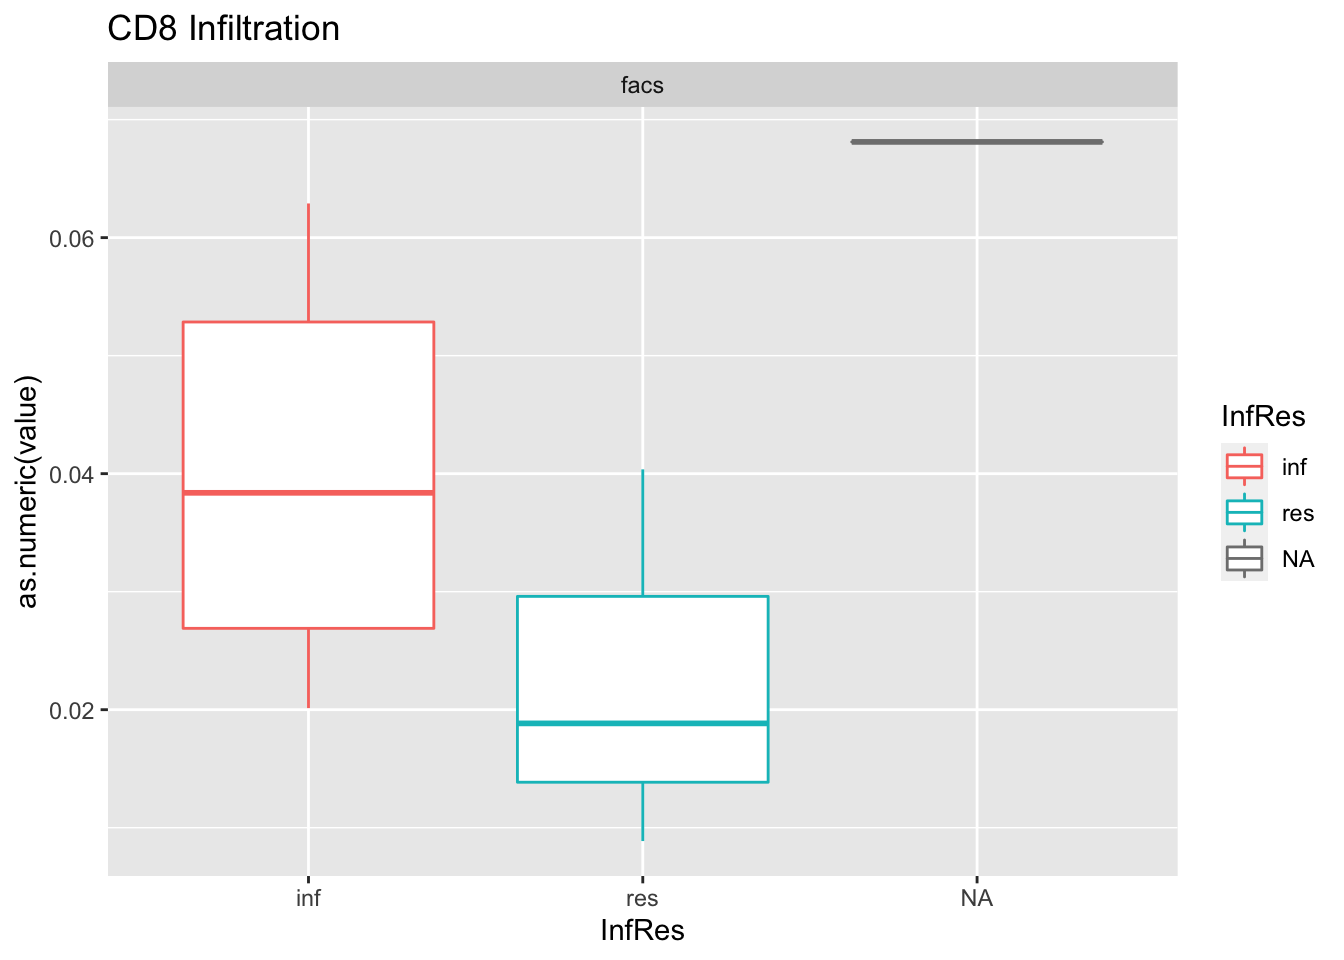 CD8 Infiltration
facs
0.06
0.04
0.02
as.numeric(value)
inf
res
NA
InfRes
InfRes
inf
res
NA